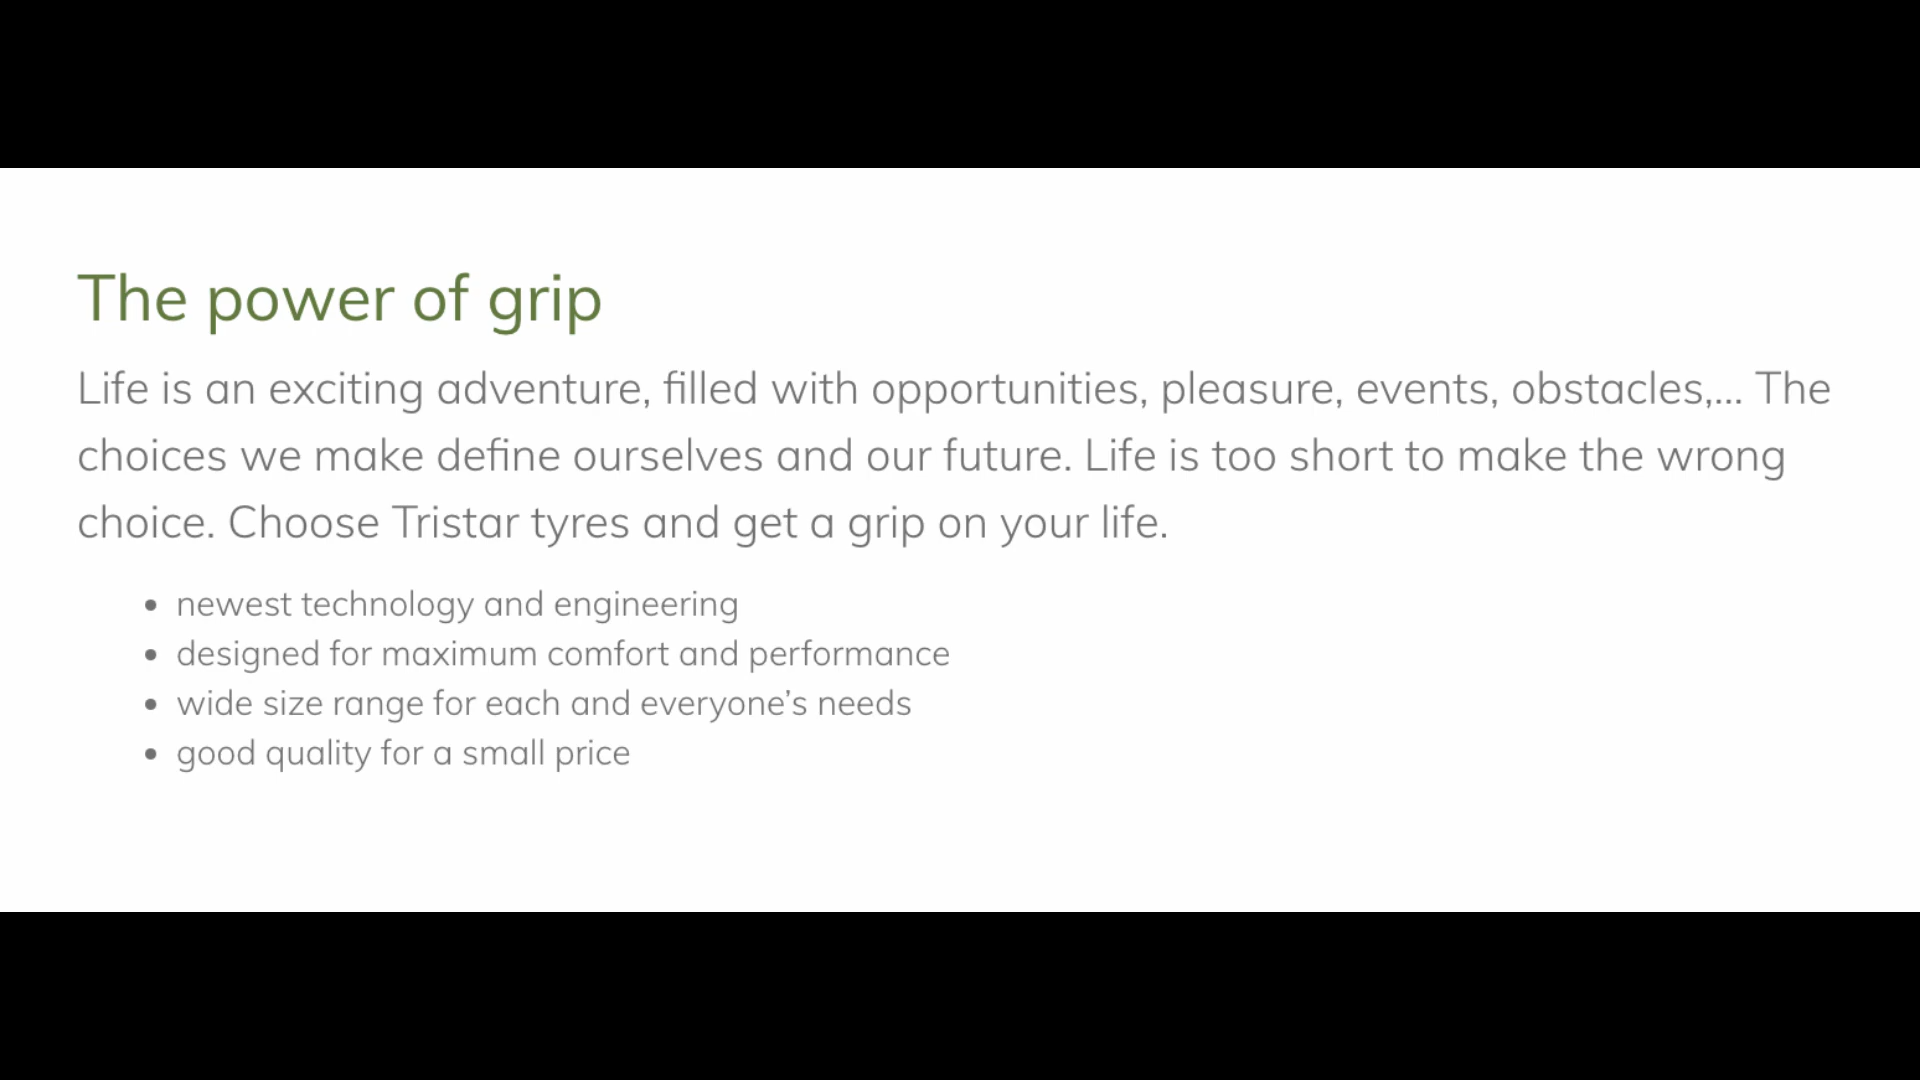 The power of grip
Life is an exciting adventure, filled with opportunities, pleasure, events, obstacles,... The
choices we make define ourselves and our future. Life is too short to make the wrong
choice. Choose Tristar tyres and get a grip on your life.
• newest technology and engineering
• designed for maximum comfort and performance
• wide size range for each and everyone’s needs
• good quality for a small price